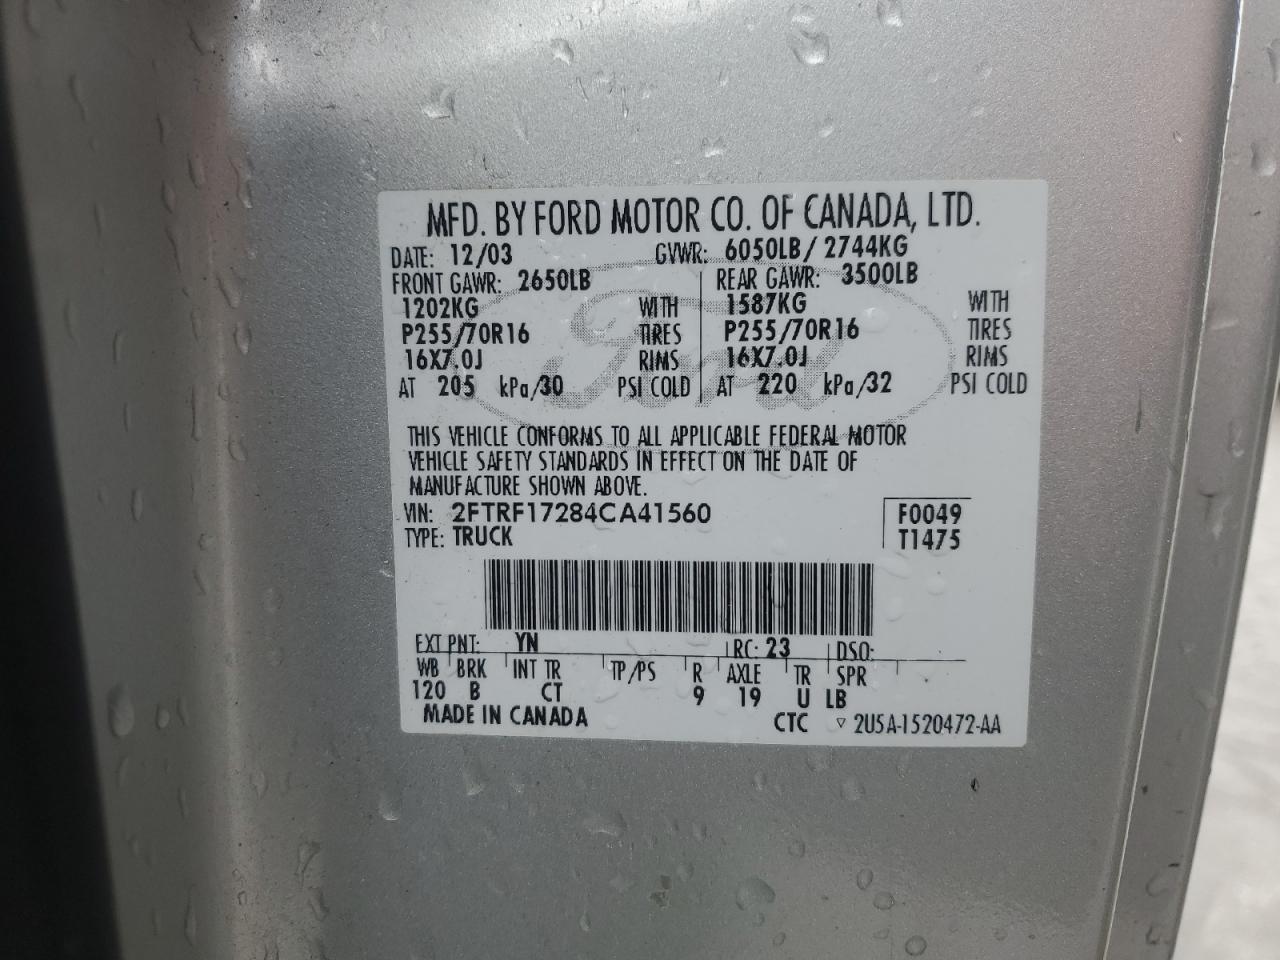 MFD. BY FORD MOTOR CO. OF CANADA, LTD.
DATE: 12/03 GVWR: 6050LB/ 2744KG
FRONT GAWR: 2650LB REAR GAWR: 3500LB
1202KG WITH 1587KG WITH
P255/70R16 TIRES P255/70R16 TIRES
16X7.0J RIMS 16X7.0J RIMS
AT 205 kPa/30 PSI COLD AT 220 kPa/32 PSI COLD
Ford
THIS VEHICLE CONFORMS TO ALL APPLICABLE FEDERAL MOTOR
VEHICLE SAFETY STANDARDS IN EFFECT ON THE DATE OF
MANUFACTURE SHOWN ABOVE.
VIN: 2FTRF17284CA41560 F0049
TYPE: TRUCK T1475
EXT PNT: YN RC: 23 DSO:
WB BRK INT TR TP/PS R AXLE TR SPR
120 B CT 9 19 U LB
MADE IN CANADA CTC ▽ 2U5A-1520472-AA